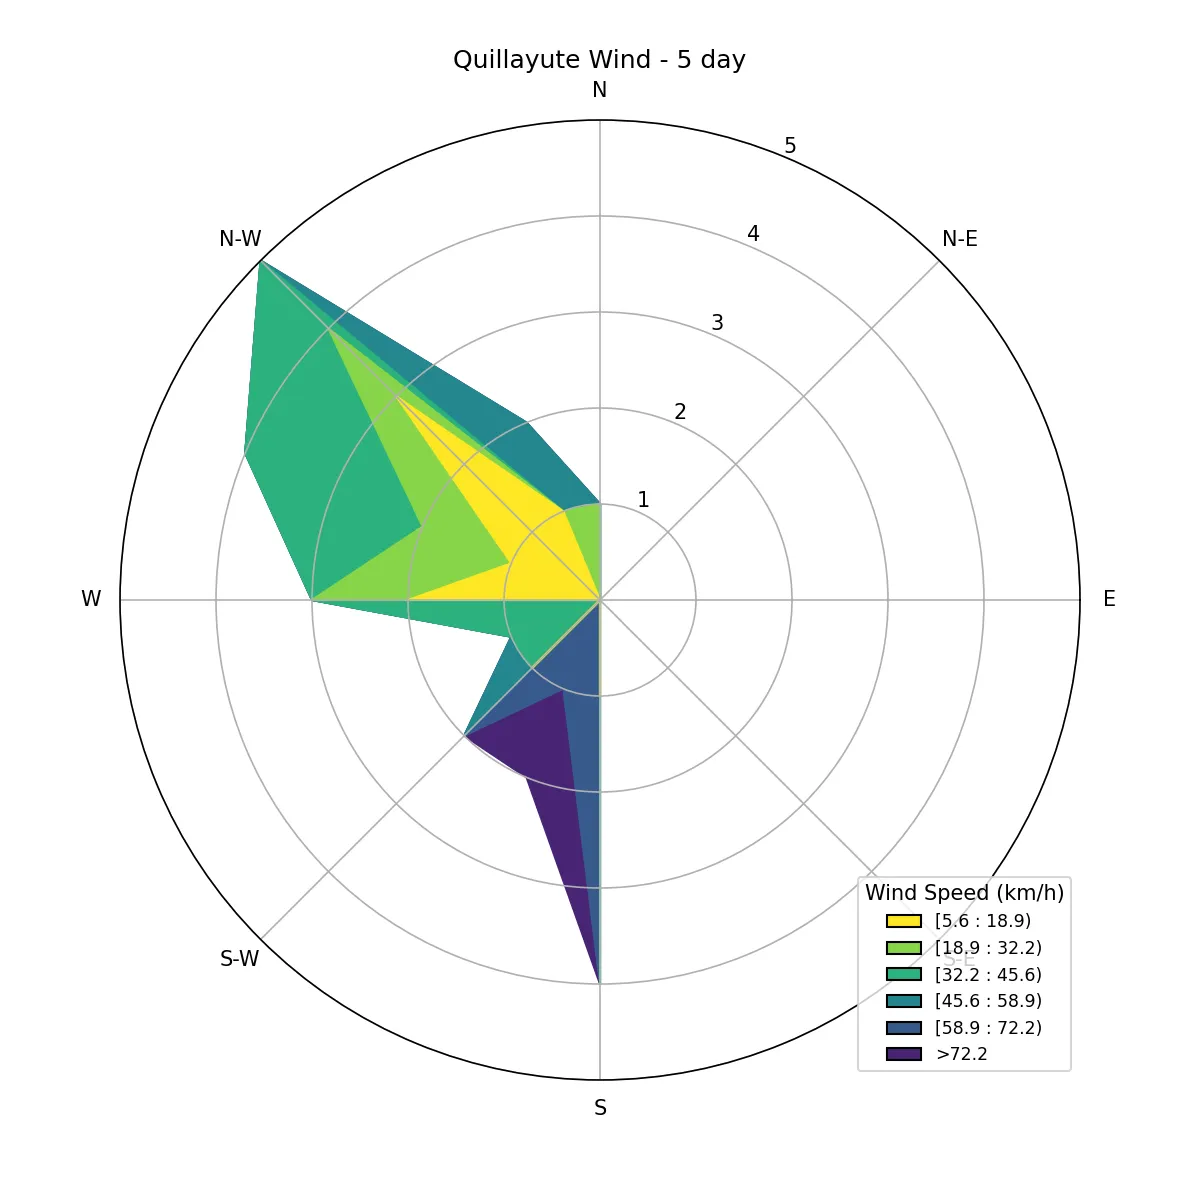 Quillayute Wind - 5 day
N
5
4
N-W
N-E
3
2
1
W
E
Wind Speed (km/h)
[5.6 : 18.9)
[18.9 : 32.2)
S-W
S-E
[32.2 : 45.6)
[45.6 : 58.9)
[58.9 : 72.2)
>72.2
S